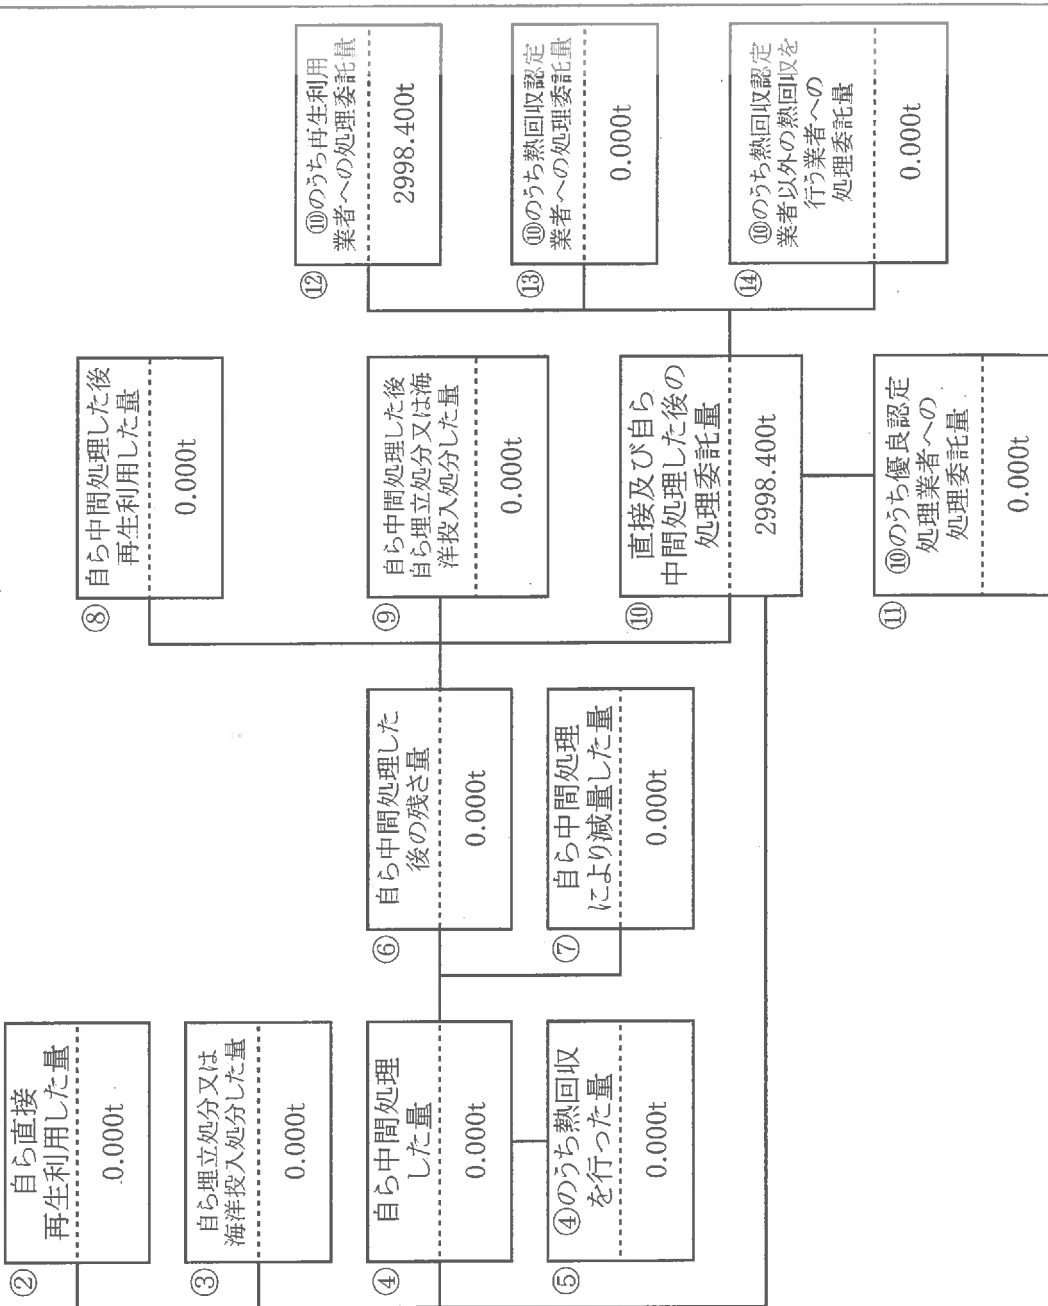 ②
自ら直接
再生利用した量
0.000t
③
自ら埋立処分又は
海洋投入処分した量
0.000t
④
自ら中間処理
した量
0.000t
⑤
④のうち熱回収
を行った量
0.000t
⑥
自ら中間処理した
後の残さ量
0.000t
⑦
自ら中間処理
により減量した量
0.000t
⑧
自ら中間処理した後
再生利用した量
0.000t
⑨
自ら中間処理した後
自ら埋立処分又は海
洋投入処分した量
0.000t
⑩
直接及び自ら
中間処理した後の
処理委託量
2998.400t
⑪
⑩のうち優良認定
処理業者への
処理委託量
0.000t
⑫
⑩のうち再生利用
業者への処理委託量
2998.400t
⑬
⑩のうち熱回収認定
業者への処理委託量
0.000t
⑭
⑩のうち熱回収認定
業者以外の熱回収を
行う業者への
処理委託量
0.000t